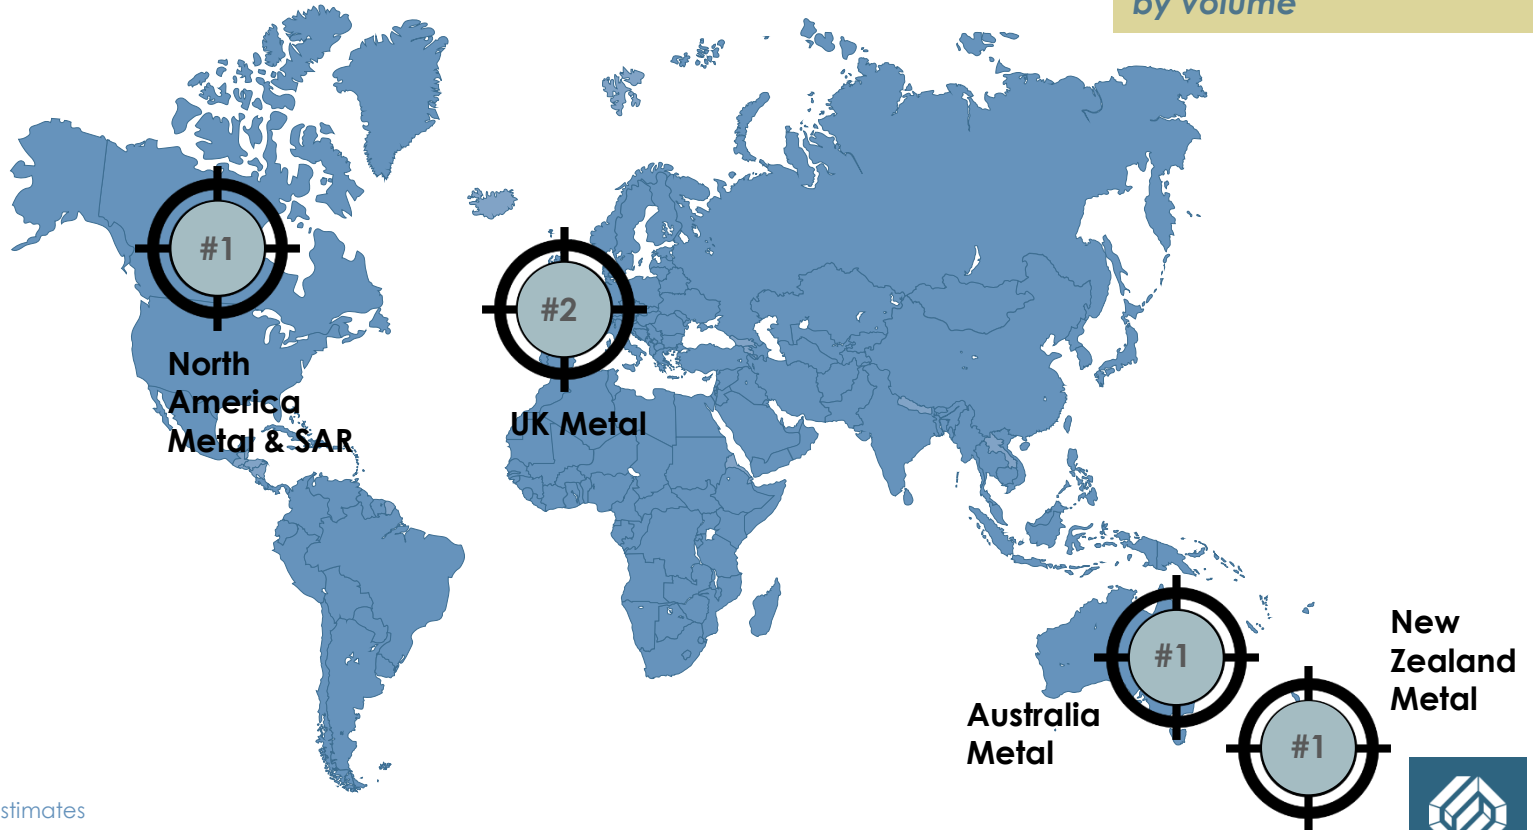 by Volume
#1
North
America
Metal & SAR
#2
UK Metal
#1
Australia
Metal
New
Zealand
Metal
#1
stimates